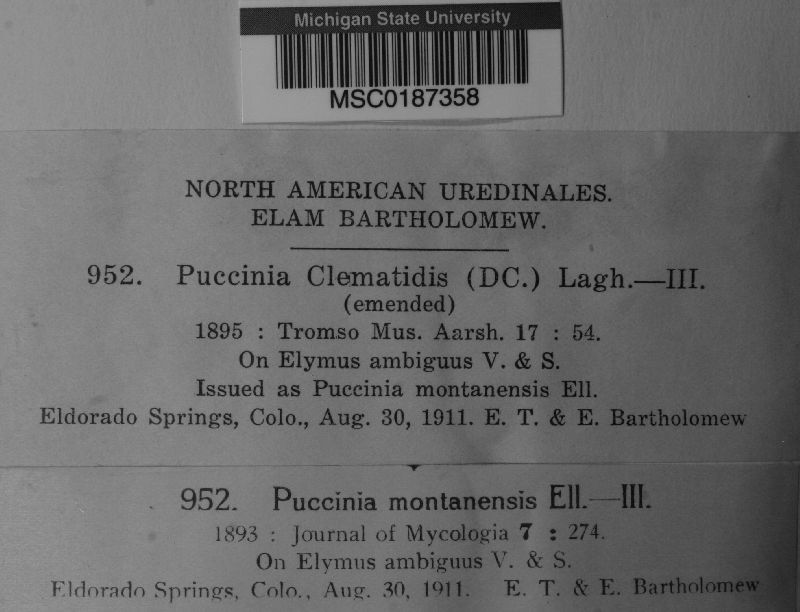 Michigan State University
MSC0187358
NORTH AMERICAN UREDINALES.
ELAM BARTHOLOMEW.
952. Puccinia Clematidis (DC.) Lagh.—III.
(emended)
1895 : Tromso Mus. Aarsh. 17 : 54.
On Elymus ambiguus V. & S.
Issued as Puccinia montanensis Ell.
Eldorado Springs, Colo., Aug. 30, 1911. E. T. & E. Bartholomew
952. Puccinia montanensis Ell.—III.
1893 : Journal of Mycologia 7 : 274.
On Elymus ambiguus V. & S.
Eldorado Springs, Colo., Aug. 30, 1911. E. T. & E. Bartholomew